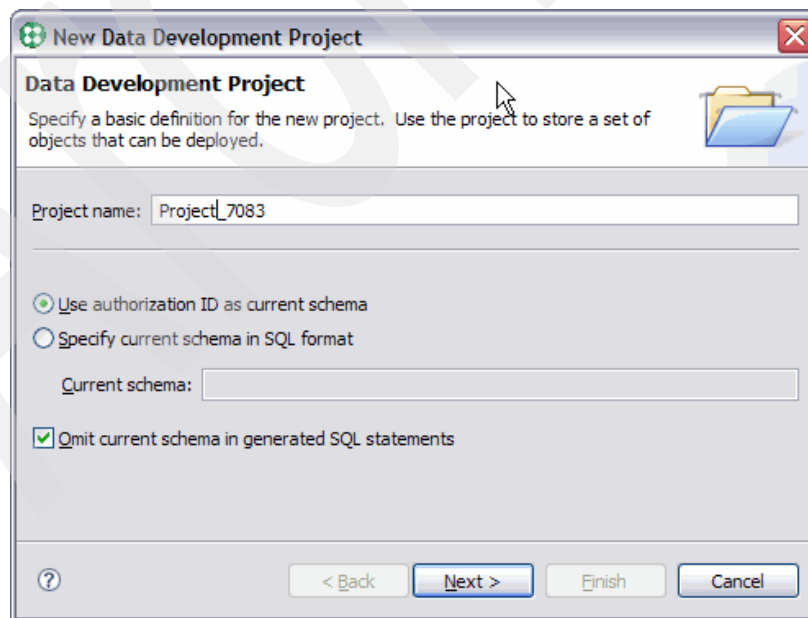 New Data Development Project
Data Development Project
Specify a basic definition for the new project. Use the project to store a set of
objects that can be deployed.
Project name: Project_7083
Use authorization ID as current schema
Specify current schema in SQL format
Current schema:
Omit current schema in generated SQL statements
? < Back Next > Finish Cancel